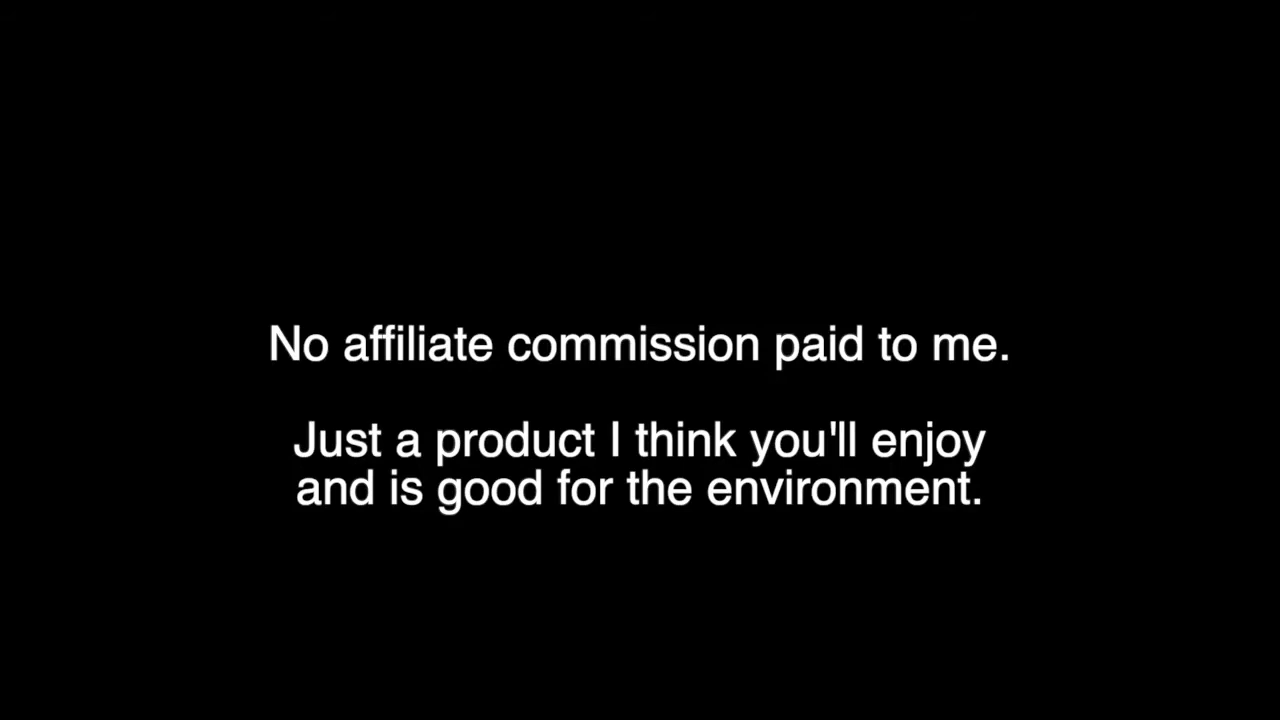 No affiliate commission paid to me.
Just a product I think you'll enjoy
and is good for the environment.